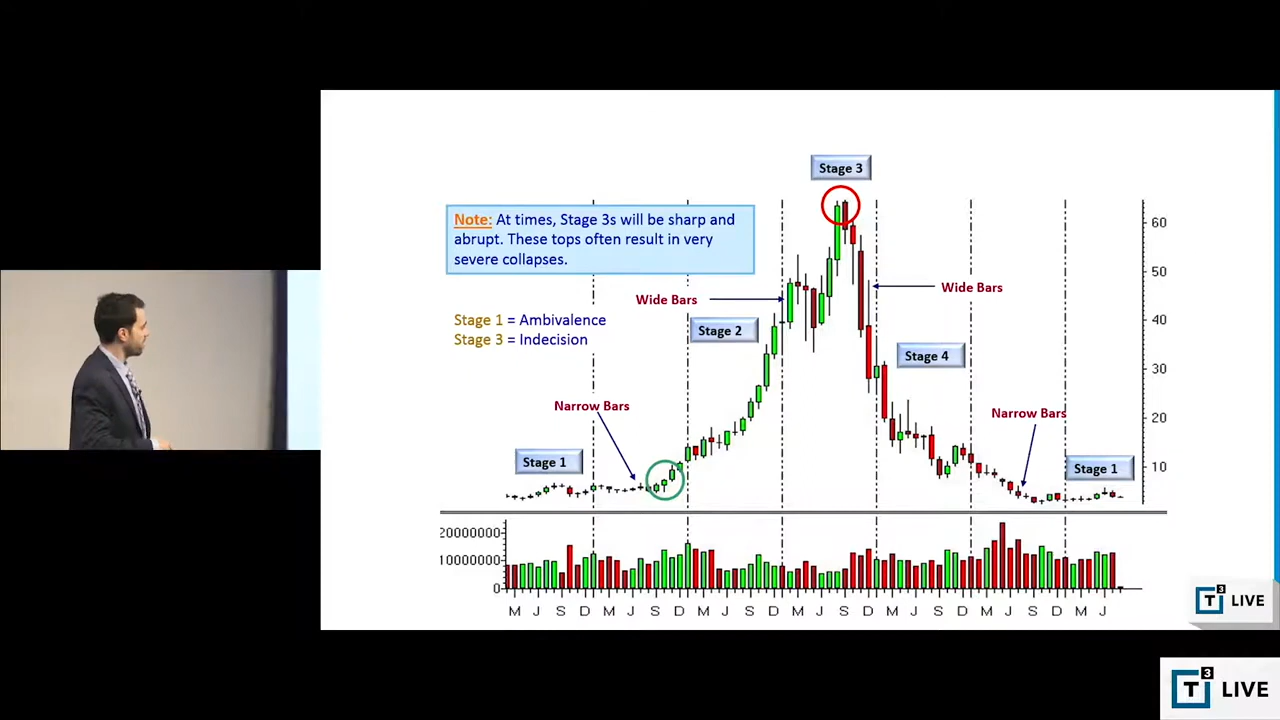 Stage 3
Note: At times, Stage 3s will be sharp and
abrupt. These tops often result in very
severe collapses.
60
50
Wide Bars
Wide Bars
Stage 1 = Ambivalence
Stage 3 = Indecision
Stage 2
40
Stage 4
30
Narrow Bars
Narrow Bars
20
Stage 1
Stage 1
10
20000000
10000000
0
M J S D M J S D M J S D M J S D M J S D M J S D M J
T3 LIVE
T3 LIVE